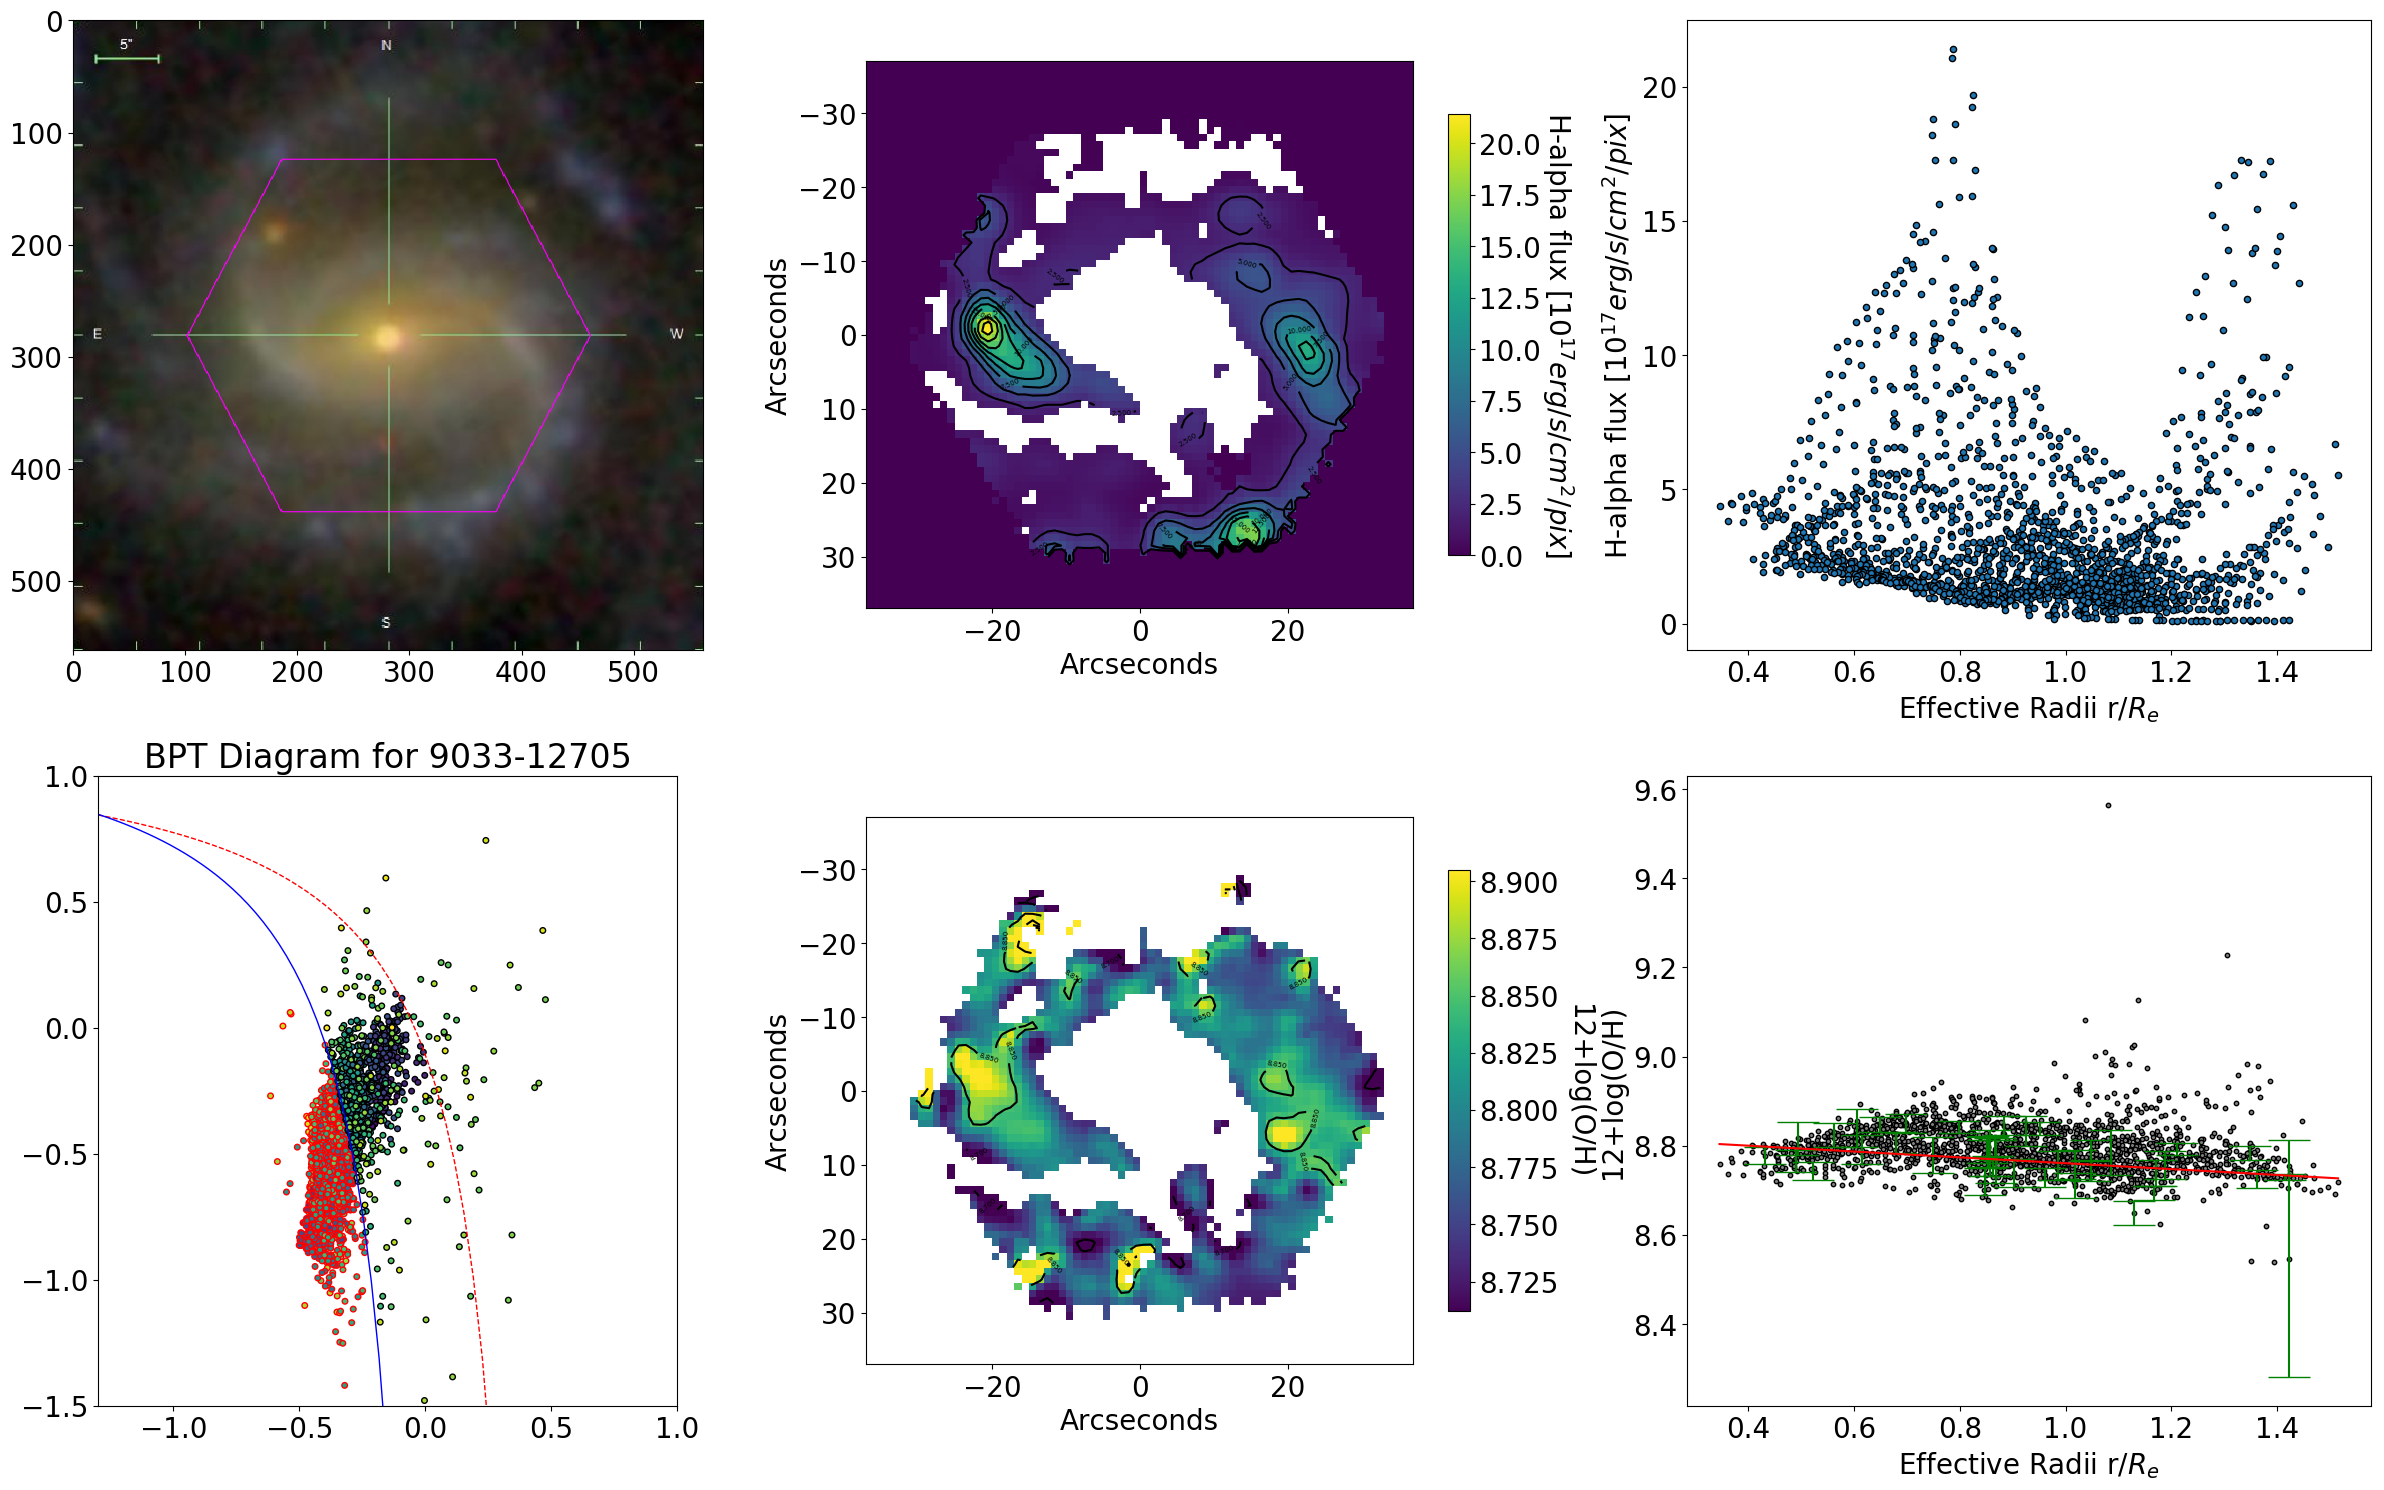 0
100
200
300
400
500
0 100 200 300 400 500
5"
N
E
W
S
Arcseconds
−30
−20
−10
0
10
20
30
−20 0 20
Arcseconds
20.0
17.5
15.0
12.5
10.0
7.5
5.0
2.5
0.0
H-alpha flux [10^17 erg/s/cm^2/pix]
H-alpha flux [10^17 erg/s/cm^2/pix]
20
15
10
5
0
0.4 0.6 0.8 1.0 1.2 1.4
Effective Radii r/R_e
BPT Diagram for 9033-12705
1.0
0.5
0.0
−0.5
−1.0
−1.5
−1.0 −0.5 0.0 0.5 1.0
Arcseconds
−30
−20
−10
0
10
20
30
−20 0 20
Arcseconds
8.900
8.875
8.850
8.825
8.800
8.775
8.750
8.725
12+log(O/H)
12+log(O/H)
9.6
9.4
9.2
9.0
8.8
8.6
8.4
0.4 0.6 0.8 1.0 1.2 1.4
Effective Radii r/R_e